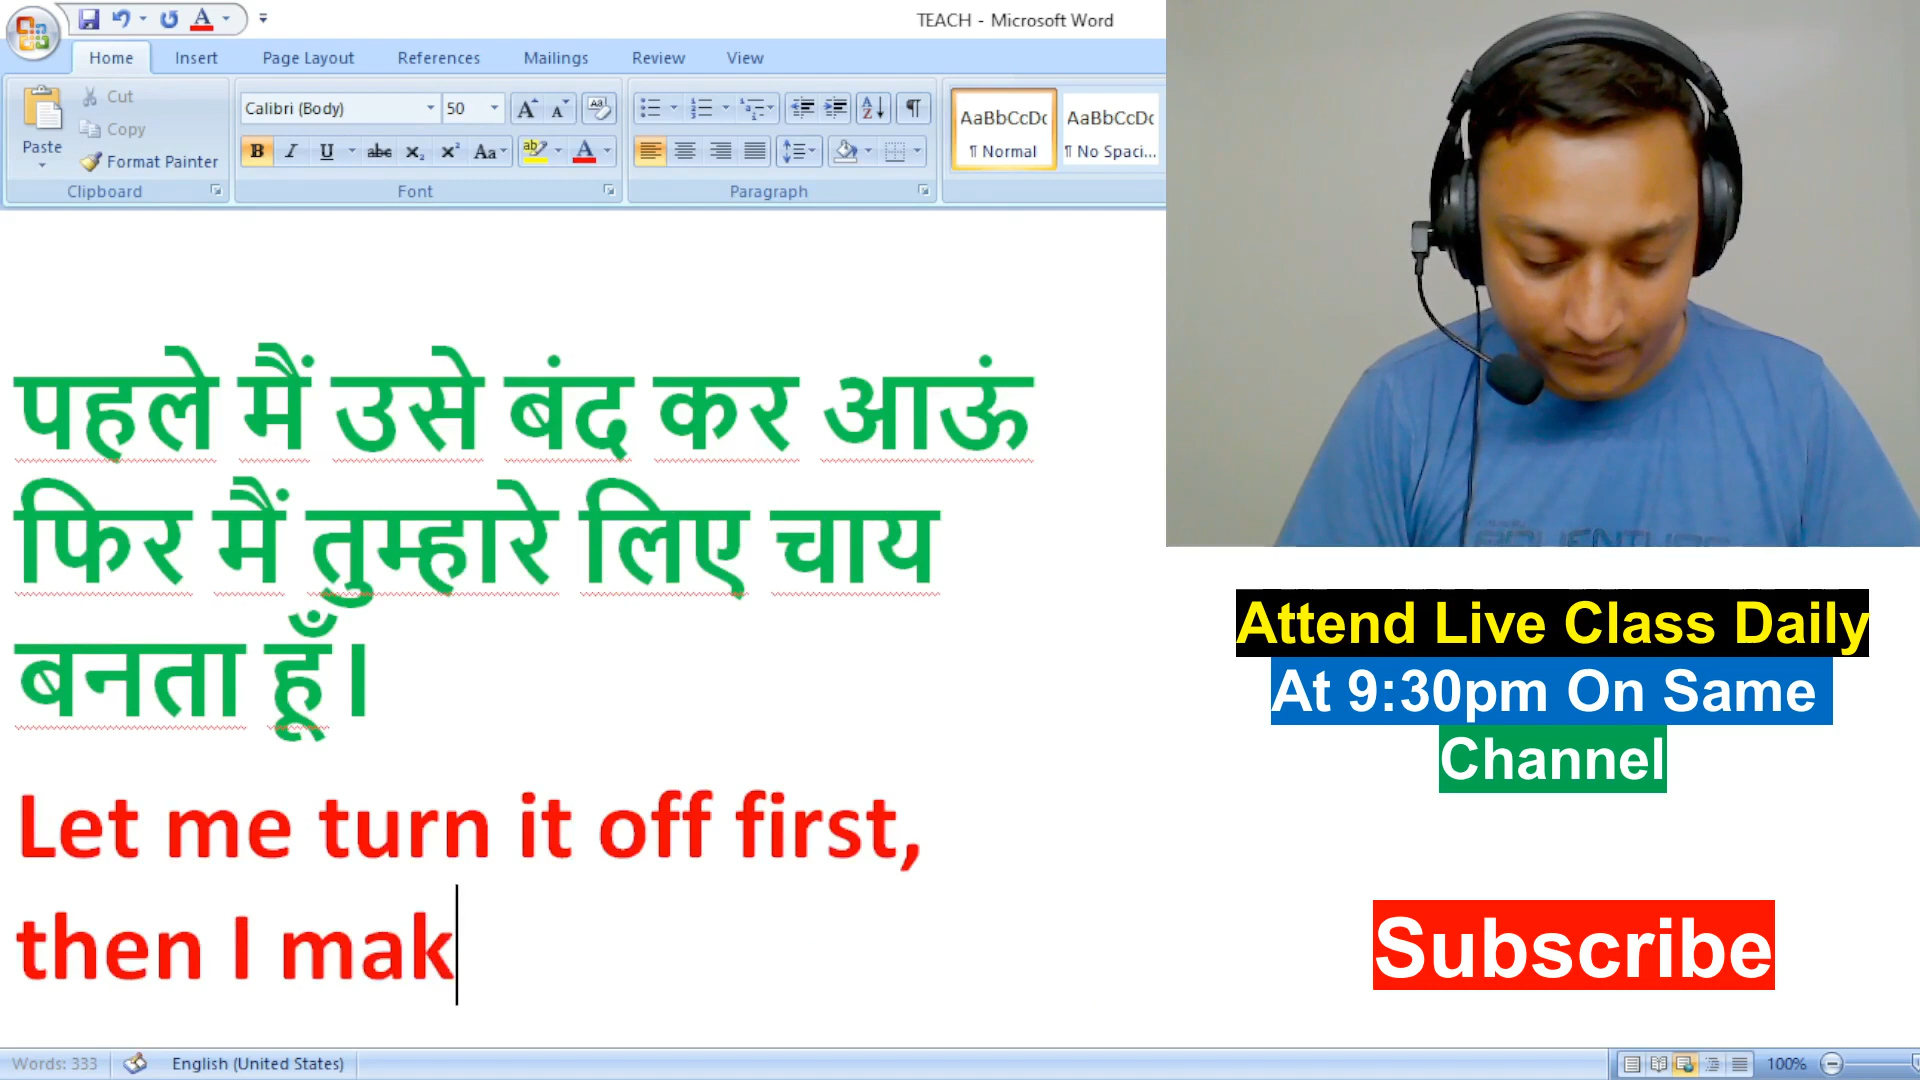 TEACH - Microsoft Word
Home Insert Page Layout References Mailings Review View
Cut
Copy
Paste
Format Painter
Clipboard
Calibri (Body) 50
Font
Paragraph
AaBbCcDc AaBbCcDc
¶ Normal ¶ No Spaci...
पहले मैं उसे बंद कर आऊं
फिर मैं तुम्हारे लिए चाय
बनता हूँ।
Let me turn it off first,
then I mak
Attend Live Class Daily
At 9:30pm On Same
Channel
Subscribe
Words: 333 English (United States) 100%